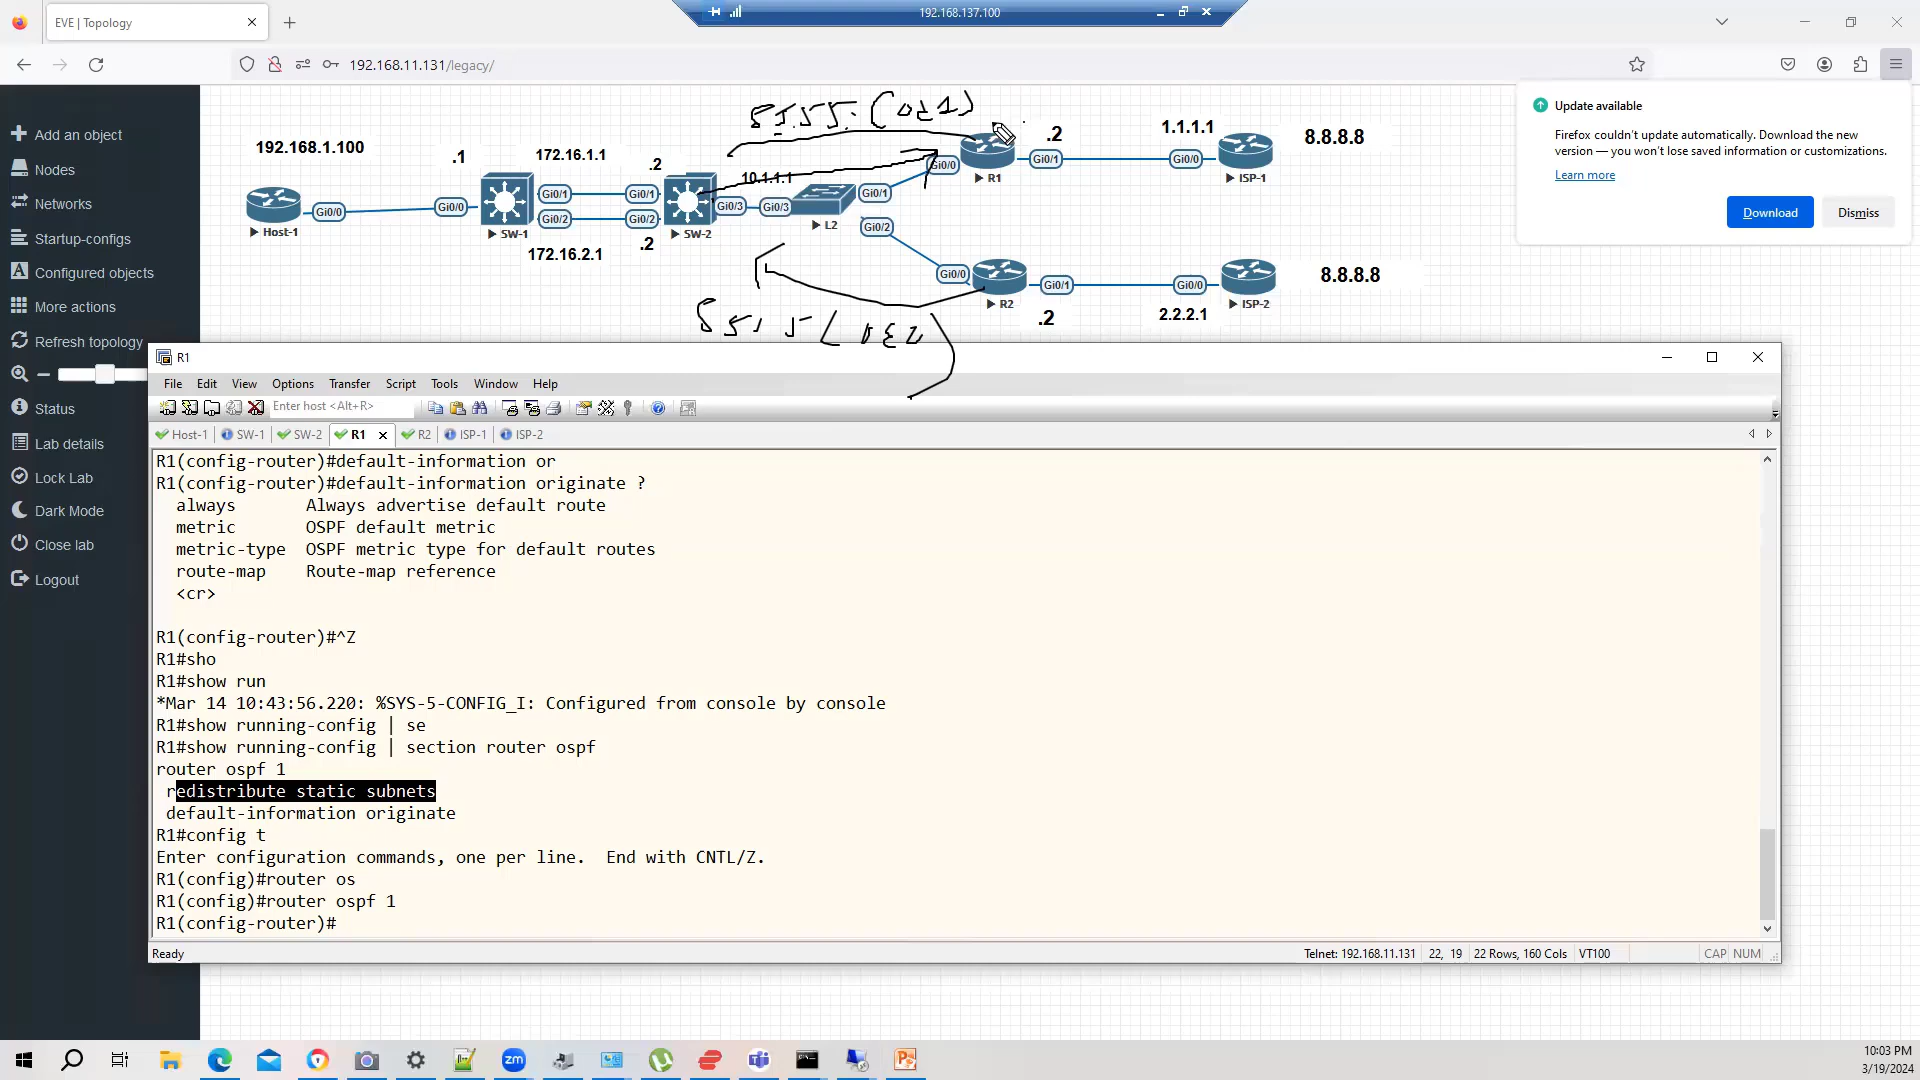 EVE | Topology
192.168.137.100
192.168.11.131/legacy/
Update available
Firefox couldn't update automatically. Download the new
version — you won't lose saved information or customizations.
Learn more
Download
Dismiss
Add an object
Nodes
Networks
Startup-configs
Configured objects
More actions
Refresh topology
Status
Lab details
Lock Lab
Dark Mode
Close lab
Logout
192.168.1.100
.1
172.16.1.1
.2
10.1.1.1
.2
1.1.1.1
8.8.8.8
Host-1
Gi0/0
Gi0/0
SW-1
Gi0/1
Gi0/2
Gi0/1
Gi0/2
SW-2
Gi0/3
Gi0/3
L2
Gi0/1
Gi0/2
Gi0/0
R1
Gi0/1
Gi0/0
ISP-1
172.16.2.1
.2
Gi0/0
R2
Gi0/1
.2
Gi0/0
2.2.2.1
ISP-2
8.8.8.8
R1
File Edit View Options Transfer Script Tools Window Help
Enter host <Alt+R>
Host-1 SW-1 SW-2 R1 R2 ISP-1 ISP-2
R1(config-router)#default-information or
R1(config-router)#default-information originate ?
always Always advertise default route
metric OSPF default metric
metric-type OSPF metric type for default routes
route-map Route-map reference
<cr>
R1(config-router)#^Z
R1#sho
R1#show run
*Mar 14 10:43:56.220: %SYS-5-CONFIG_I: Configured from console by console
R1#show running-config | se
R1#show running-config | section router ospf
router ospf 1
redistribute static subnets
default-information originate
R1#config t
Enter configuration commands, one per line. End with CNTL/Z.
R1(config)#router os
R1(config)#router ospf 1
R1(config-router)#
Ready
Telnet: 192.168.11.131 22, 19 22 Rows, 160 Cols VT100 CAP NUM
10:03 PM
3/19/2024